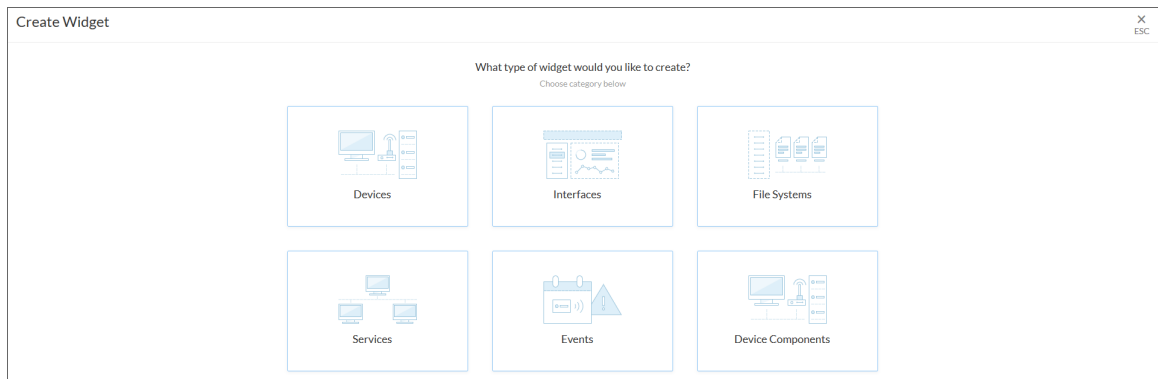 Create Widget
×
ESC
What type of widget would you like to create?
Choose category below
Devices
Interfaces
File Systems
Services
Events
Device Components